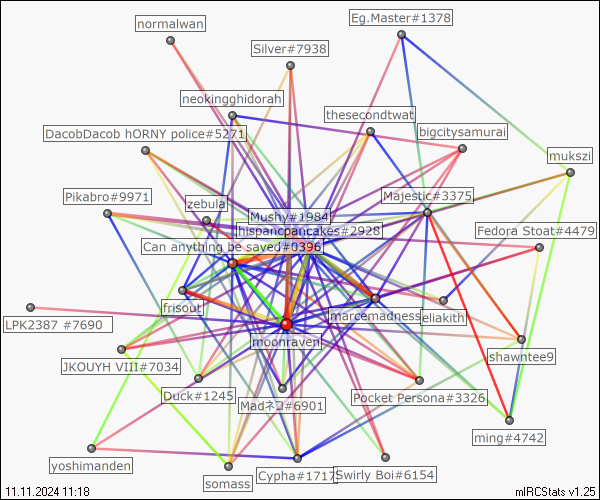 normalwan
Eg.Master#1378
Silver#7938
neokingghidorah
thesecondtwat
DacobDacob hORNY police#5271
bigcitysamurai
mukszi
Pikabro#9971
zebula
Majestic#3375
Mushy#1984
hispanicpancakes#2928
Fedora Stoat#4479
Can anything be saved#0396
frisout
marcemadness
eliakith
LPK2387 #7690
moonraven
shawntee9
JKOUYH VIII#7034
Duck#1245
Madネコ#6901
Pocket Persona#3326
ming#4742
yoshimanden
somass
Cypha#1717
Swirly Boi#6154
11.11.2024 11:18
mIRCStats v1.25